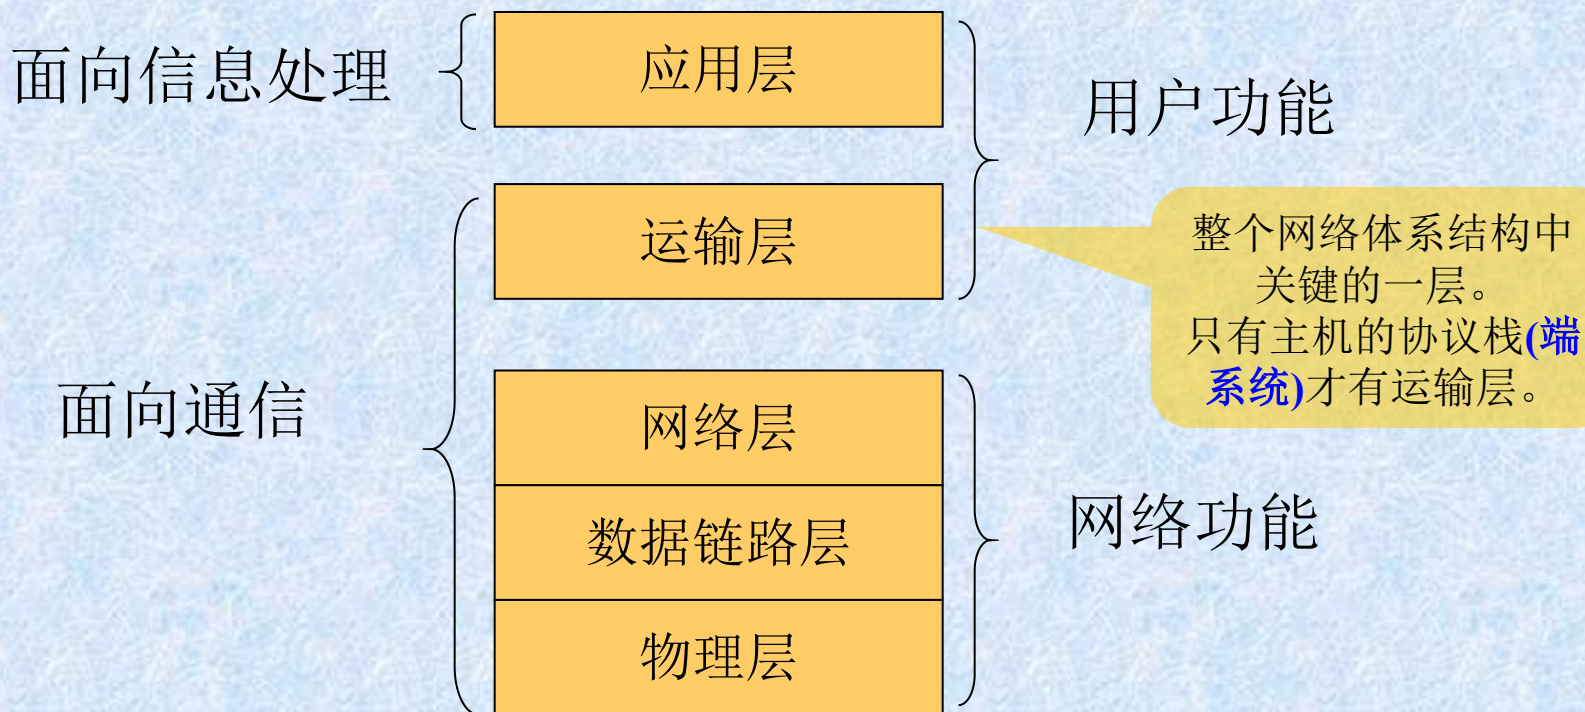 面向信息处理
应用层
用户功能
运输层
整个网络体系结构中
关键的一层。
只有主机的协议栈(端
系统)才有运输层。
面向通信
网络层
网络功能
数据链路层
物理层